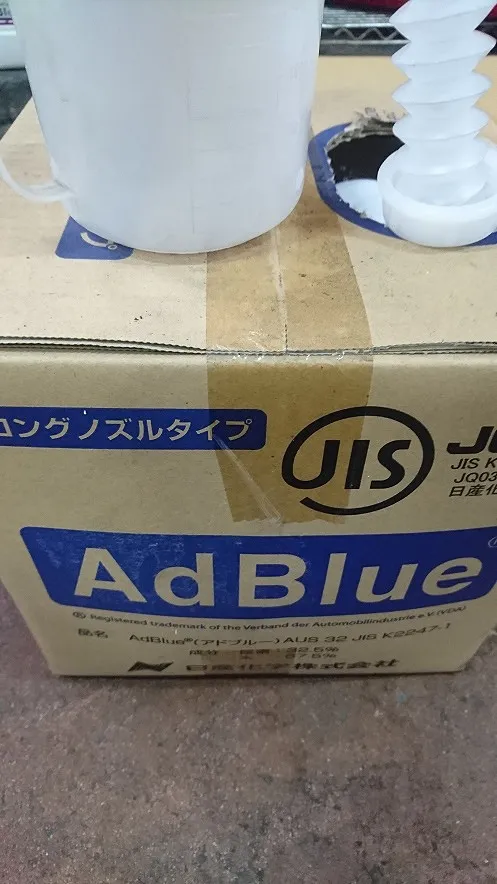 ロングノズルタイプ
JIS
JIS K
JQ03
日産化
AdBlue
® Registered trademark of the Verband der Automobilindustrie e.V. (VDA)
品名 AdBlue®(アドブルー) AUS 32 JIS K2247-1
成分 尿素:32.5%
67.5%
日産化学株式会社